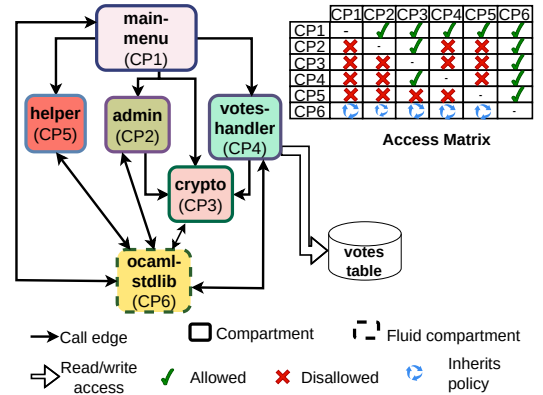 main-
menu
(CP1)
helper
(CP5)
admin
(CP2)
votes-
handler
(CP4)
crypto
(CP3)
ocaml-
stdlib
(CP6)
votes
table
CP1 CP2 CP3 CP4 CP5 CP6
CP1 -
CP2 -
CP3 -
CP4 -
CP5 -
CP6 -
Access Matrix
Call edge
Compartment
Fluid compartment
Read/write
access
Allowed
Disallowed
Inherits
policy